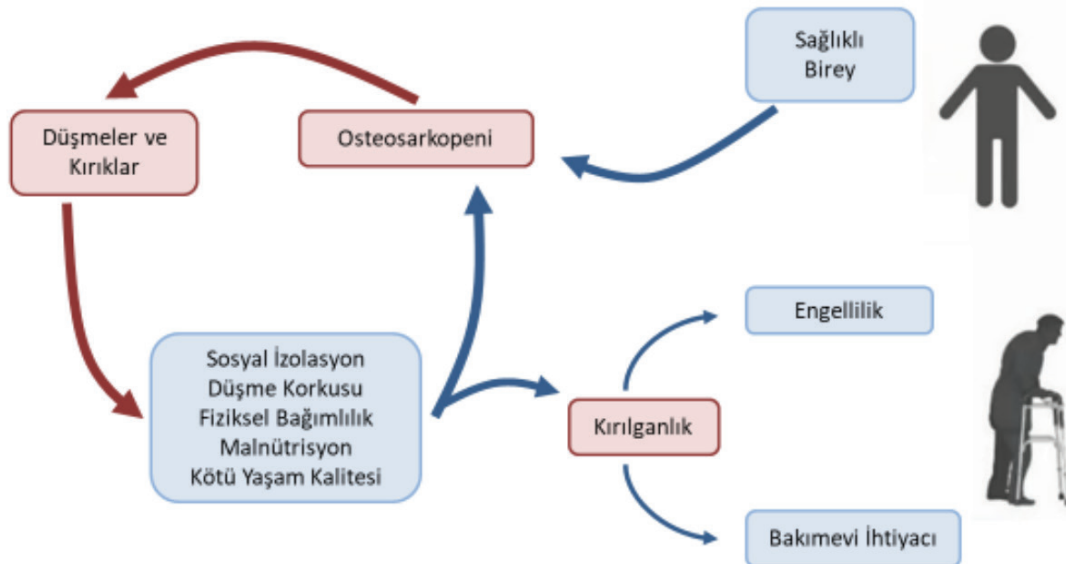 Sağlıklı
Birey
Düşmeler ve
Kırıklar
Osteosarkopeni
Engellilik
Sosyal İzolasyon
Düşme Korkusu
Fiziksel Bağımlılık
Malnütrisyon
Kötü Yaşam Kalitesi
Kırılganlık
Bakımevi İhtiyacı